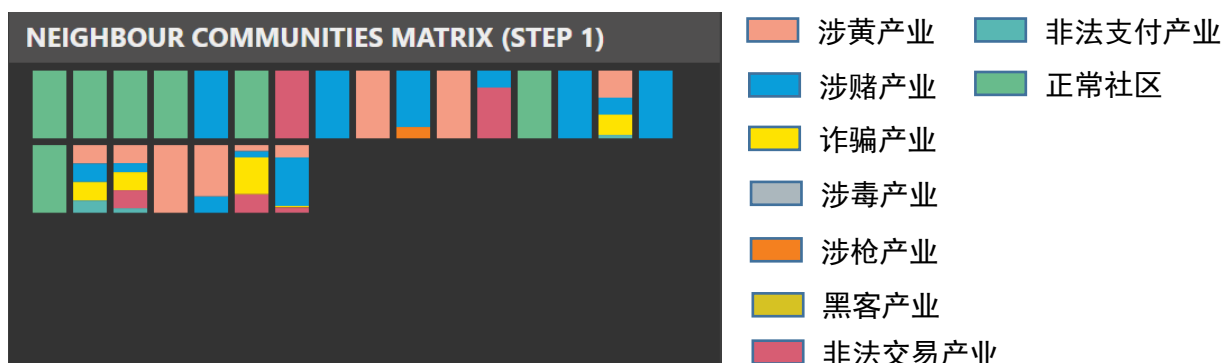 NEIGHBOUR COMMUNITIES MATRIX (STEP 1)
涉黄产业
非法支付产业
涉赌产业
正常社区
诈骗产业
涉毒产业
涉枪产业
黑客产业
非法交易产业